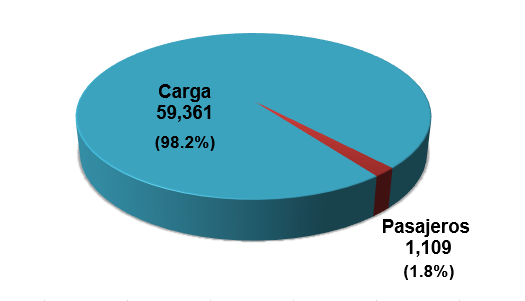 Carga
59,361
(98.2%)
Pasajeros
1,109
(1.8%)